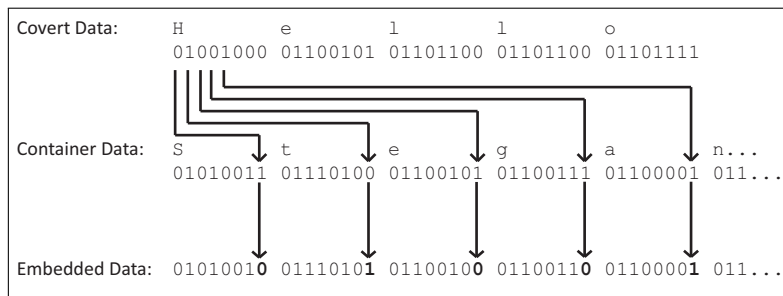 Covert Data: H e l l o
01001000 01100101 01101100 01101100 01101111
Container Data: S t e g a n...
01010011 01110100 01100101 01100111 01100001 011...
Embedded Data: 01010010 01110101 01100100 01100110 01100001 011...